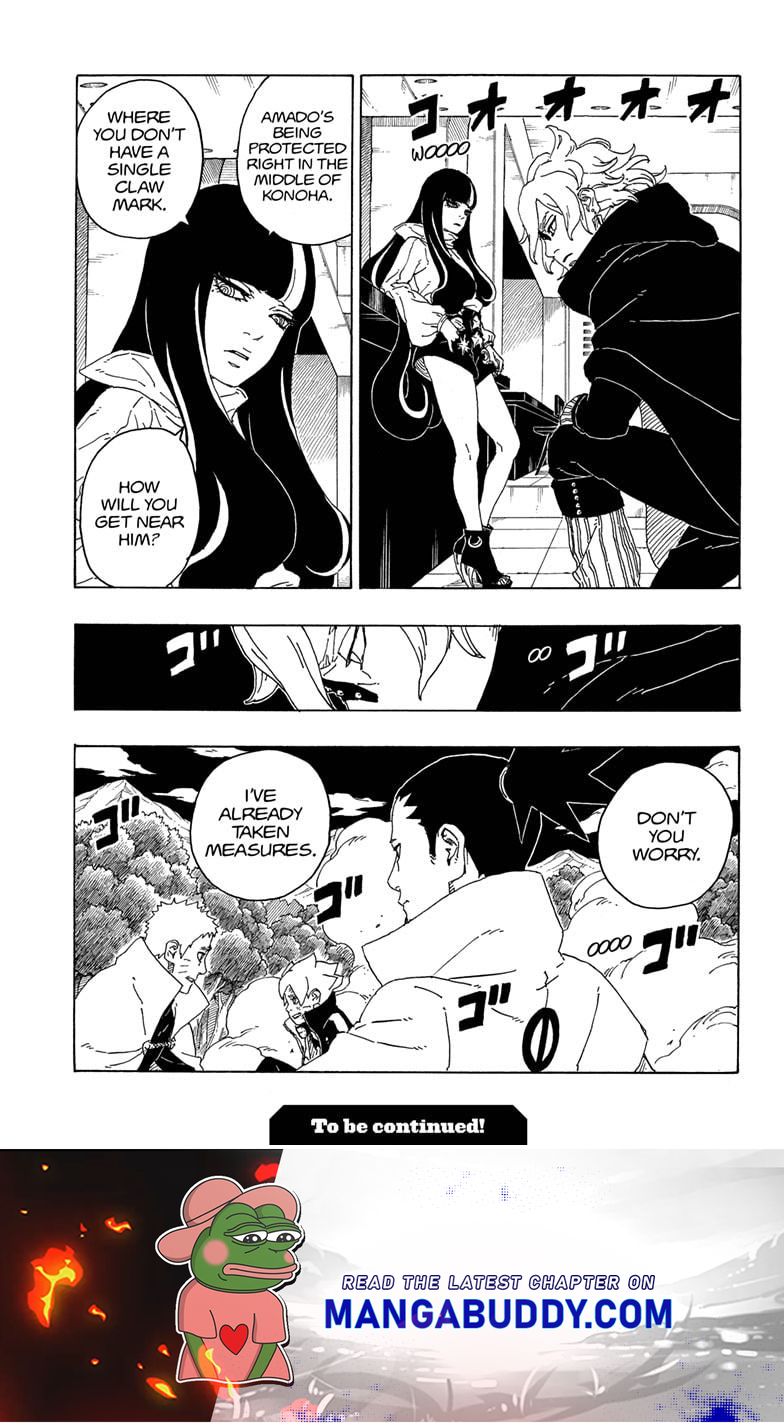 コオオオオ
WOOOO
AMADO'S
BEING
PROTECTED
RIGHT IN THE
MIDDLE OF
KONOHA.
WHERE
YOU DON'T
HAVE A
SINGLE
CLAW
MARK.
HOW
WILL YOU
GET NEAR
HIM?
ゴ
OO
ゴ
DON'T
YOU
WORRY.
I'VE
ALREADY
TAKEN
MEASURES.
ゴ
ゴ
OOOO
ゴ
ゴ
To be continued!
READ THE LATEST CHAPTER ON
MANGABUDDY.COM